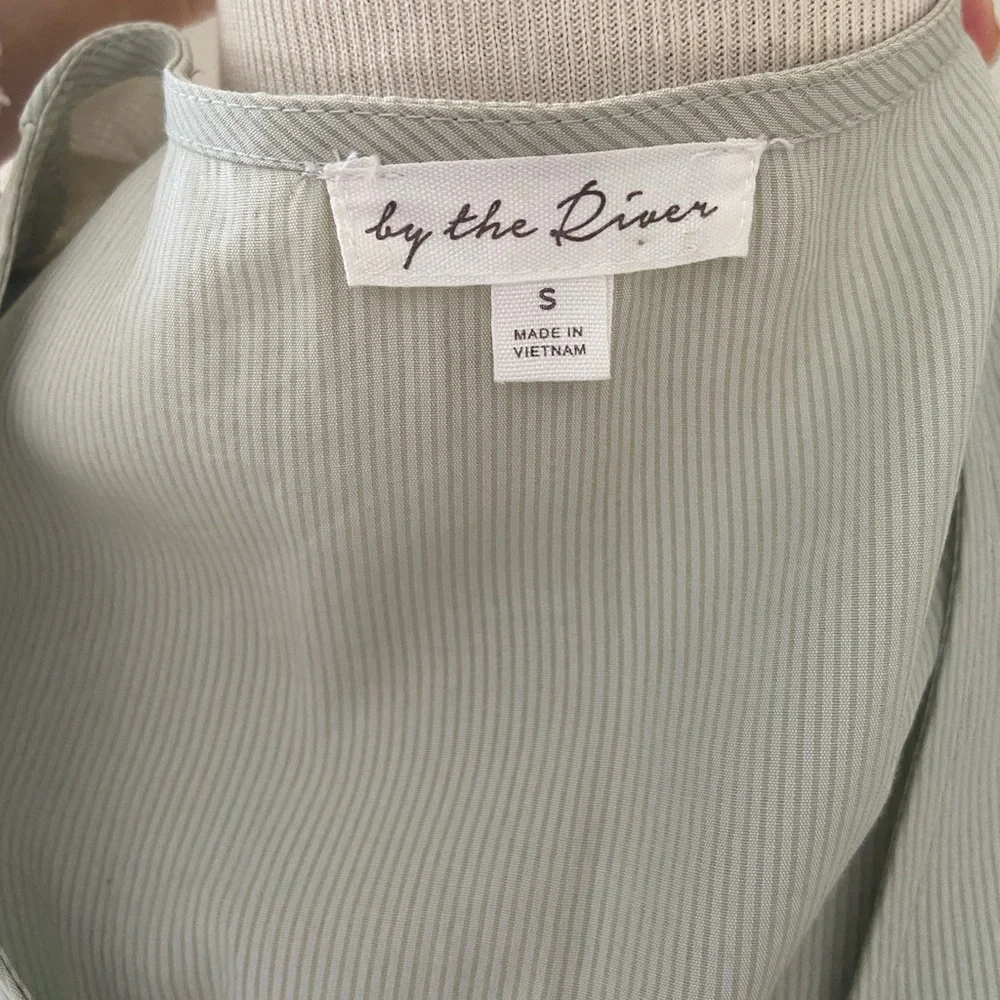 by the River
S
MADE IN
VIETNAM